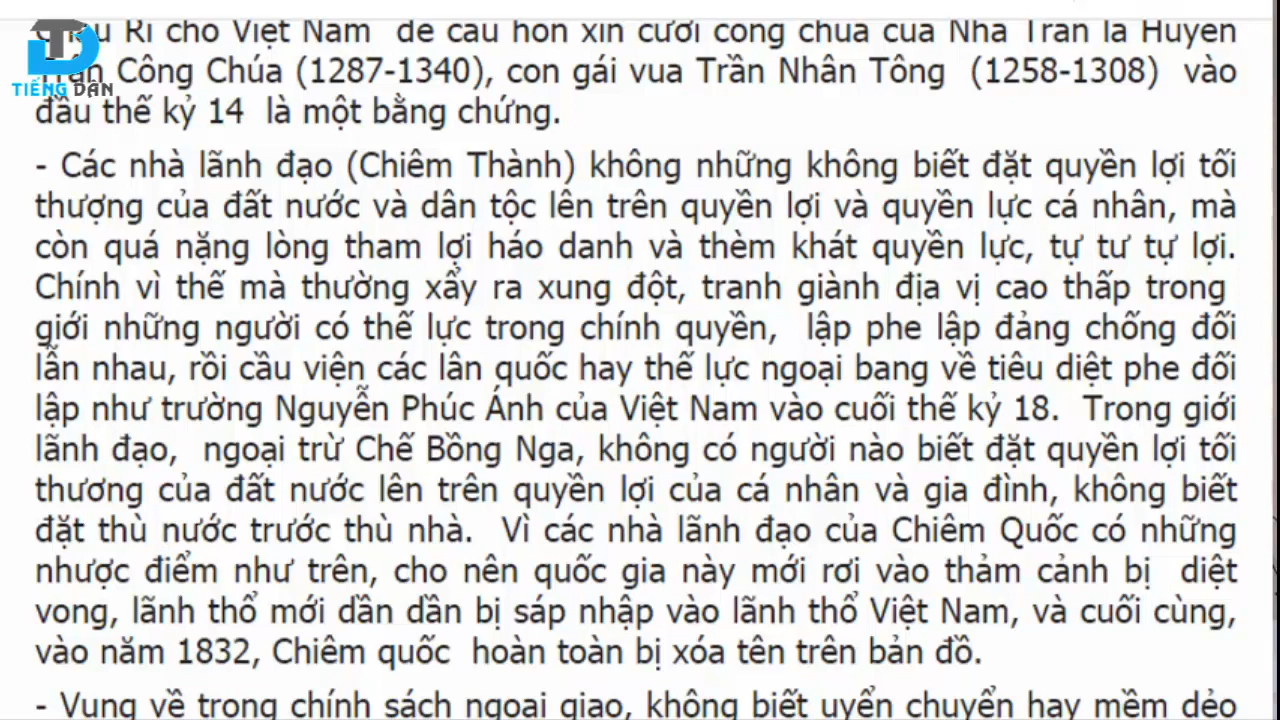 Rí cho Việt Nam để cầu hôn xin cưới công chúa của Nhà Trần là Huyền
Trân Công Chúa (1287-1340), con gái vua Trần Nhân Tông (1258-1308) vào
TIẾNG DÂN
đầu thế kỷ 14 là một bằng chứng.
- Các nhà lãnh đạo (Chiêm Thành) không những không biết đặt quyền lợi tối
thượng của đất nước và dân tộc lên trên quyền lợi và quyền lực cá nhân, mà
còn quá nặng lòng tham lợi háo danh và thèm khát quyền lực, tự tư tự lợi.
Chính vì thế mà thường xẩy ra xung đột, tranh giành địa vị cao thấp trong
giới những người có thế lực trong chính quyền, lập phe lập đảng chống đối
lẫn nhau, rồi cầu viện các lân quốc hay thế lực ngoại bang về tiêu diệt phe đối
lập như trường Nguyễn Phúc Ánh của Việt Nam vào cuối thế kỷ 18. Trong giới
lãnh đạo, ngoại trừ Chế Bồng Nga, không có người nào biết đặt quyền lợi tối
thương của đất nước lên trên quyền lợi của cá nhân và gia đình, không biết
đặt thù nước trước thù nhà. Vì các nhà lãnh đạo của Chiêm Quốc có những
nhược điểm như trên, cho nên quốc gia này mới rơi vào thảm cảnh bị diệt
vong, lãnh thổ mới dần dần bị sáp nhập vào lãnh thổ Việt Nam, và cuối cùng,
vào năm 1832, Chiêm quốc hoàn toàn bị xóa tên trên bản đồ.
- Vụng về trong chính sách ngoại giao, không biết uyển chuyển hay mềm dẻo